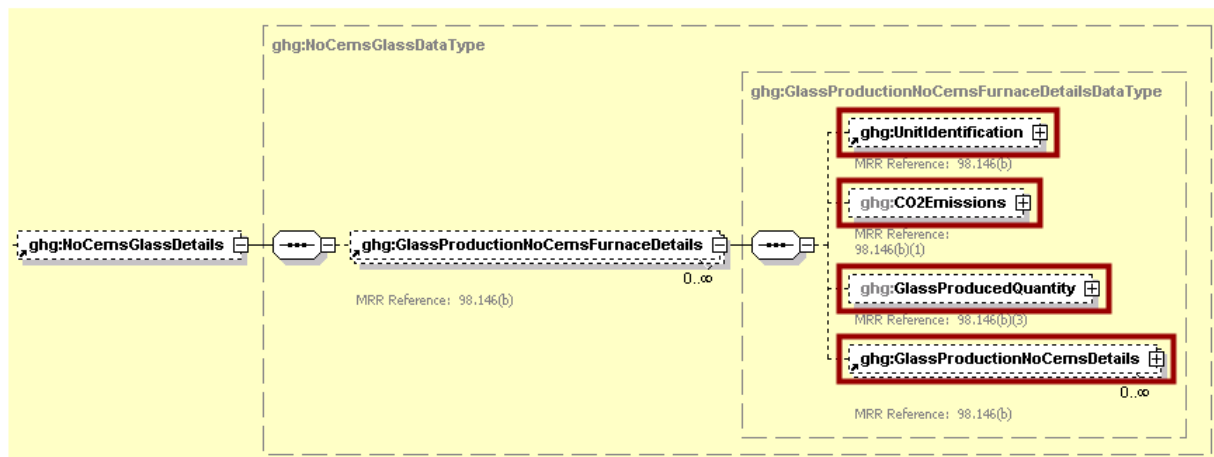 ghg:NoCemsGlassDataType
ghg:GlassProductionNoCemsFurnaceDetailsDataType
ghg:UnitIdentification
MRR Reference: 98.146(b)
ghg:CO2Emissions
MRR Reference:
98.146(b)(1)
ghg:NoCemsGlassDetails
ghg:GlassProductionNoCemsFurnaceDetails
0..∞
MRR Reference: 98.146(b)
ghg:GlassProducedQuantity
MRR Reference: 98.146(b)(3)
ghg:GlassProductionNoCemsDetails
0..∞
MRR Reference: 98.146(b)